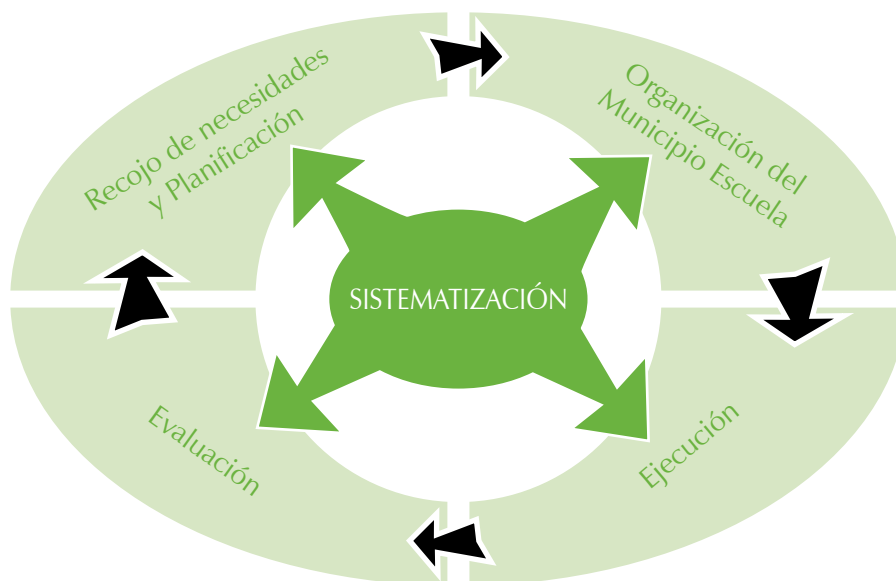 Recojo de necesidades
y Planificación
Organización del
Municipio Escuela
SISTEMATIZACIÓN
Evaluación
Ejecución